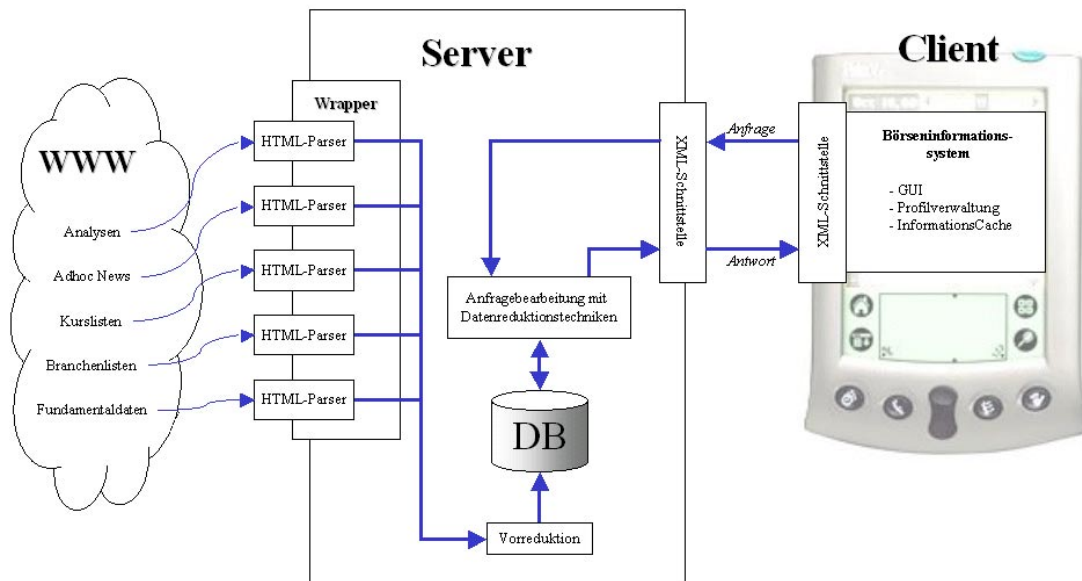 Server
Client
WWW
Analysen
Adhoc News
Kurslisten
Branchenlisten
Fundamentaldaten
Wrapper
HTML-Parser
HTML-Parser
HTML-Parser
HTML-Parser
HTML-Parser
Anfragebearbeitung mit
Datenreduktionstechniken
DB
Vorreduktion
XML-Schnittstelle
Anfrage
Antwort
XML-Schnittstelle
Börseninformations-
system
- GUI
- Profilverwaltung
- InformationsCache